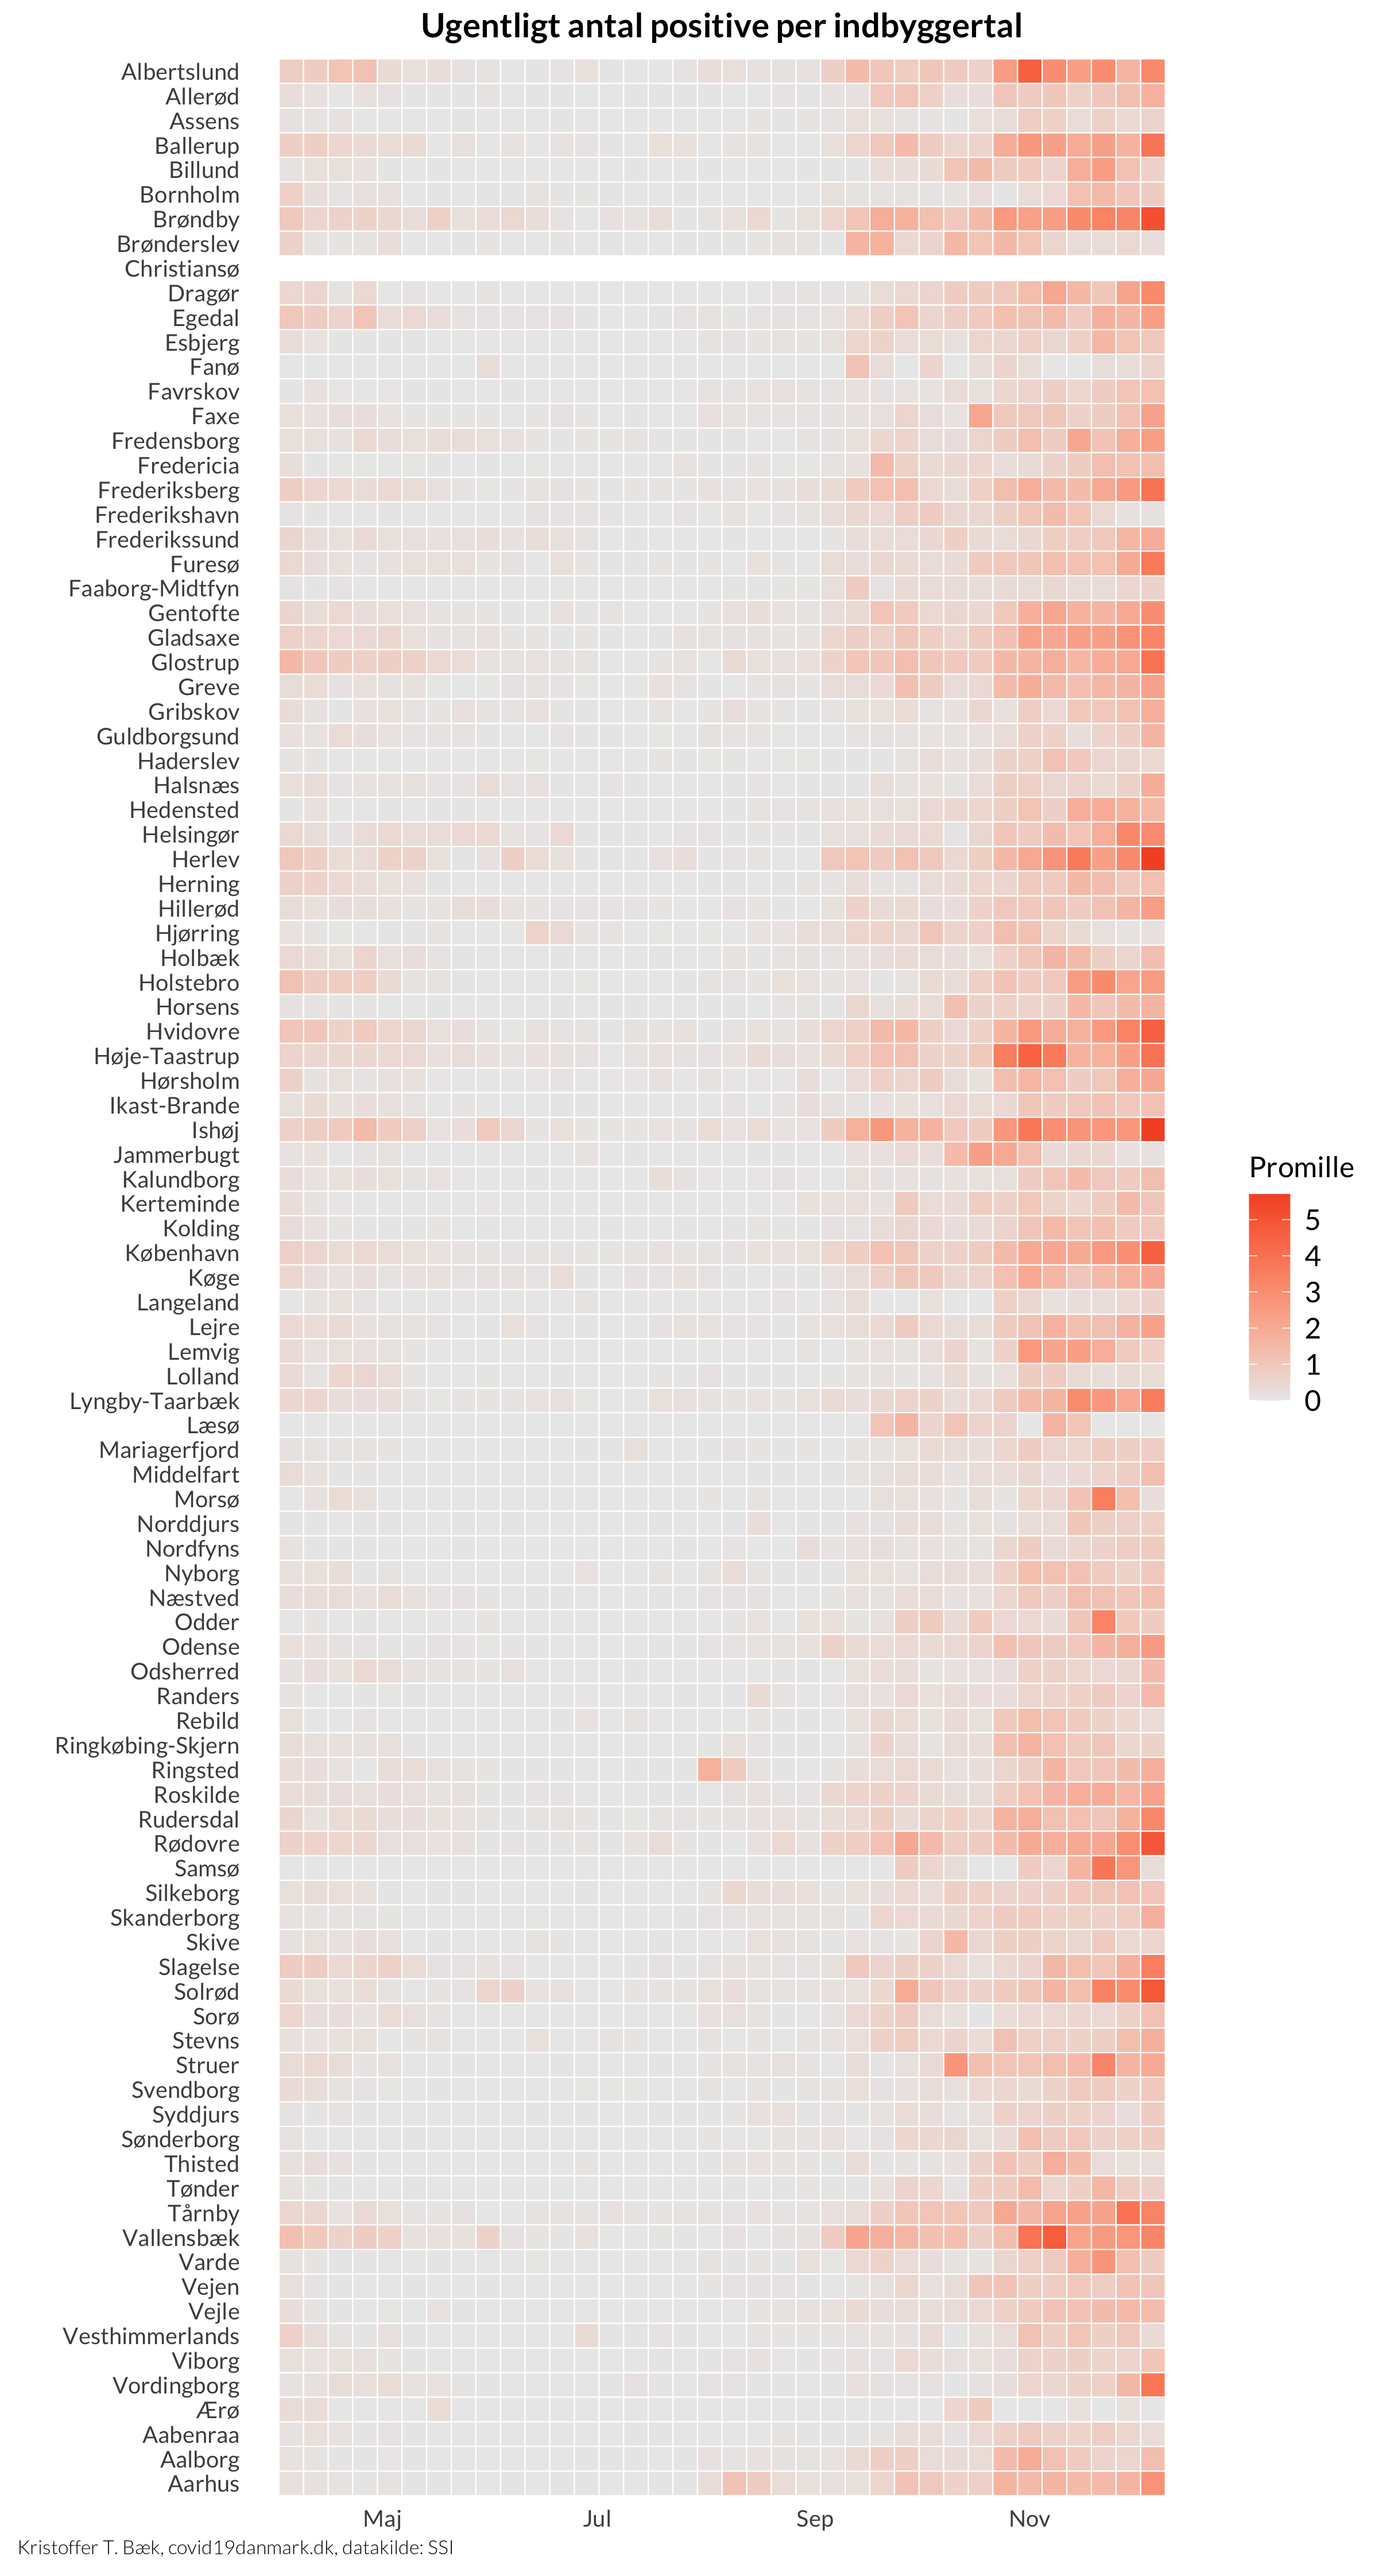 Ugentligt antal positive per indbyggertal
Albertslund
Allerød
Assens
Ballerup
Billund
Bornholm
Brøndby
Brønderslev
Christiansø
Dragør
Egedal
Esbjerg
Fanø
Favrskov
Faxe
Fredensborg
Fredericia
Frederiksberg
Frederikshavn
Frederikssund
Furesø
Faaborg-Midtfyn
Gentofte
Gladsaxe
Glostrup
Greve
Gribskov
Guldborgsund
Haderslev
Halsnæs
Hedensted
Helsingør
Herlev
Herning
Hillerød
Hjørring
Holbæk
Holstebro
Horsens
Hvidovre
Høje-Taastrup
Hørsholm
Ikast-Brande
Ishøj
Jammerbugt
Kalundborg
Kerteminde
Kolding
København
Køge
Langeland
Lejre
Lemvig
Lolland
Lyngby-Taarbæk
Læsø
Mariagerfjord
Middelfart
Morsø
Norddjurs
Nordfyns
Nyborg
Næstved
Odder
Odense
Odsherred
Randers
Rebild
Ringkøbing-Skjern
Ringsted
Roskilde
Rudersdal
Rødovre
Samsø
Silkeborg
Skanderborg
Skive
Slagelse
Solrød
Sorø
Stevns
Struer
Svendborg
Syddjurs
Sønderborg
Thisted
Tønder
Tårnby
Vallensbæk
Varde
Vejen
Vejle
Vesthimmerlands
Viborg
Vordingborg
Ærø
Aabenraa
Aalborg
Aarhus
Maj Jul Sep Nov
Promille
5
4
3
2
1
0
Kristoffer T. Bæk, covid19danmark.dk, datakilde: SSI